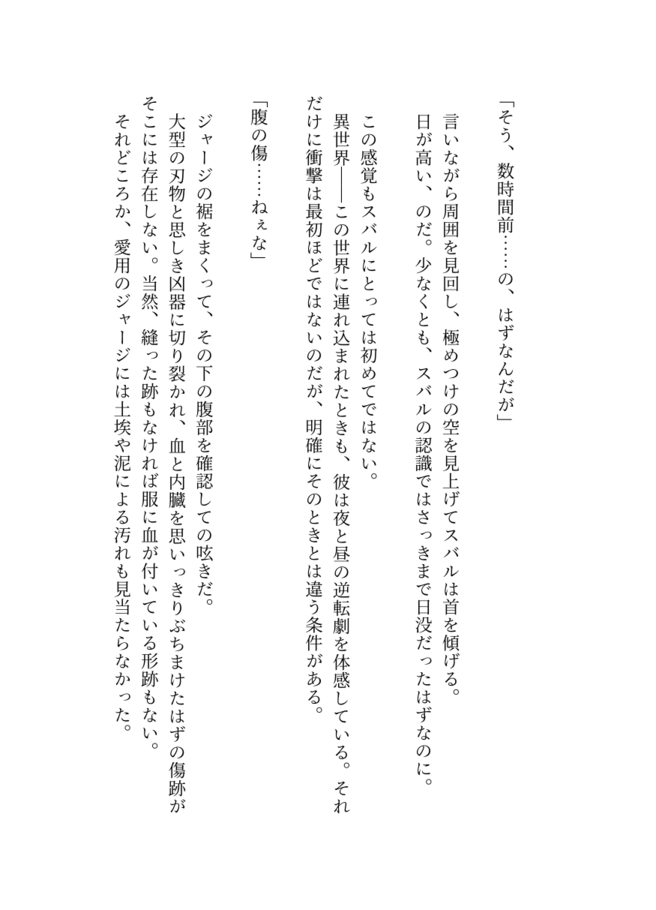 「そう、数時間前……の、はずなんだが」
言いながら周囲を見回し、極めつけの空を見上げてスバルは首を傾げる。
日が高い、のだ。少なくとも、スバルの認識ではさっきまで日没だったはずなのに。
この感覚もスバルにとっては初めてではない。
異世界――この世界に連れ込まれたときも、彼は夜と昼の逆転劇を体感している。それ
だけに衝撃は最初ほどではないのだが、明確にそのときとは違う条件がある。
「腹の傷……ねぇな」
ジャージの裾をまくって、その下の腹部を確認しての呟きだ。
大型の刃物と思しき凶器に切り裂かれ、血と内臓を思いっきりぶちまけたはずの傷跡が
そこには存在しない。当然、縫った跡もなければ服に血が付いている形跡もない。
それどころか、愛用のジャージには土埃や泥による汚れも見当たらなかった。